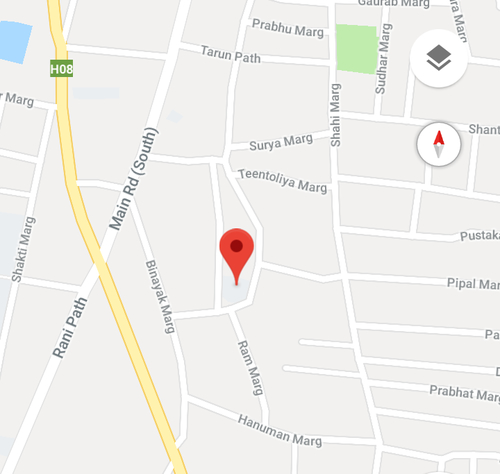 Gaurab Marg
Prabhu Marg
Tarun Path
Sudhar Marg
H08
Marg
Shahi Marg
Surya Marg
Shant
Main Rd (South)
Teentoliya Marg
Shakti Marg
Pustaka
Binayak Marg
Pipal Mar
Rani Path
Ram Marg
Pa
Prabhat Marg
Hanuman Marg